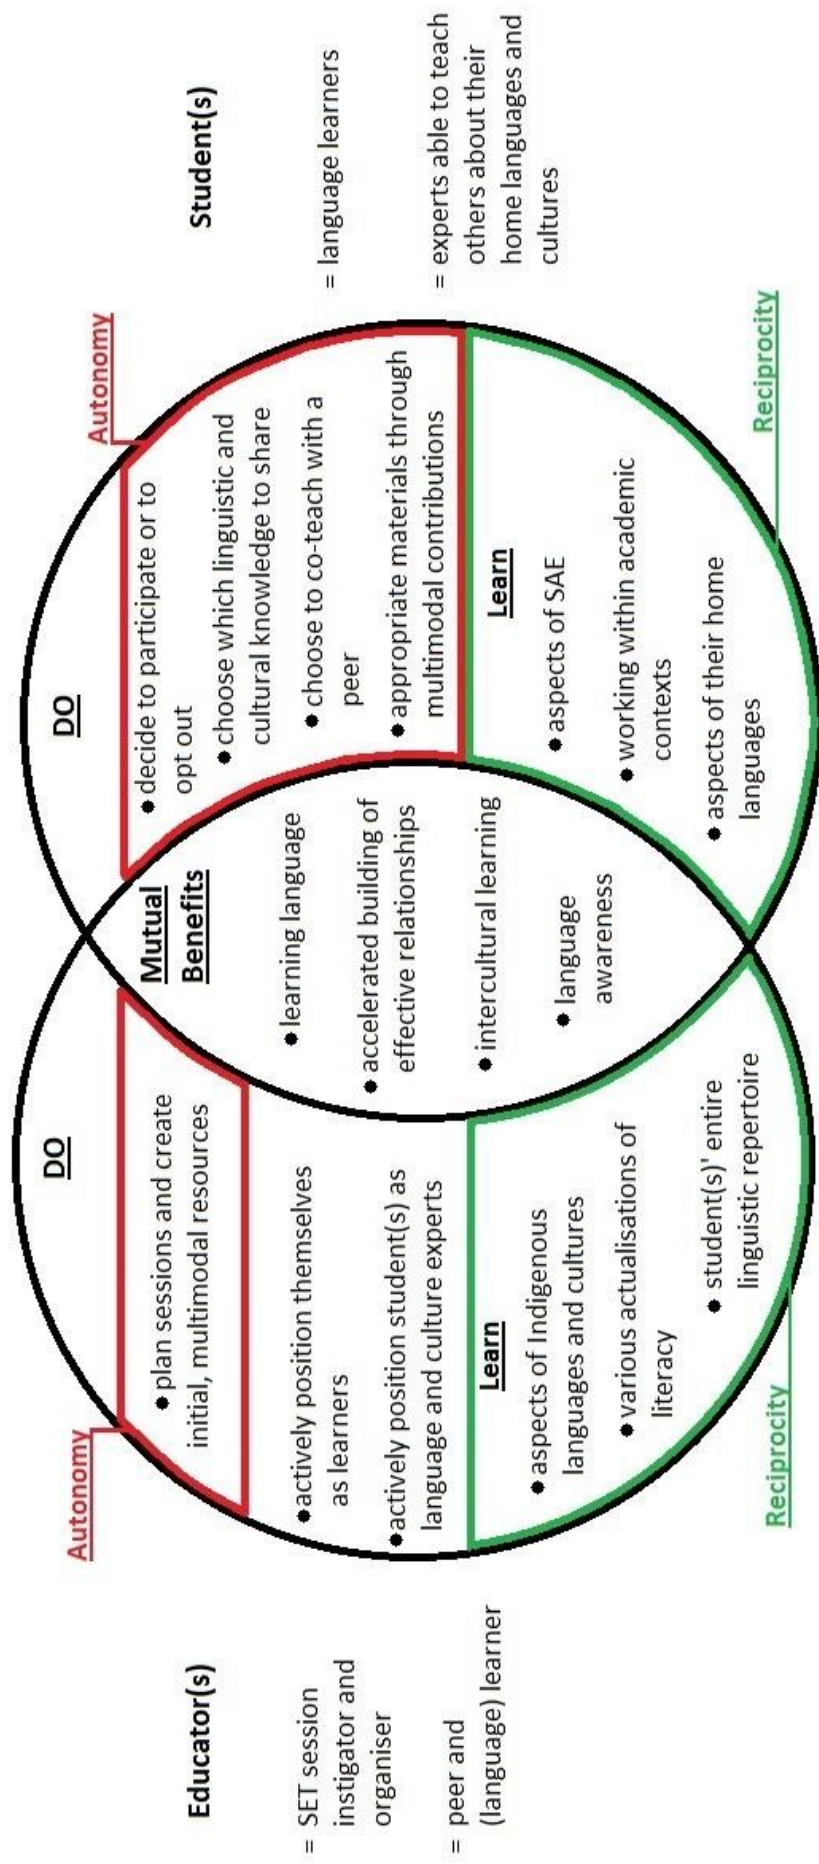 Educator(s)
= SET session
instigator and
organiser
= peer and
(language) learner
Autonomy
DO
• plan sessions and create
initial, multimodal resources
• actively position themselves
as learners
• actively position student(s) as
language and culture experts
Learn
• aspects of Indigenous
languages and cultures
• various actualisations of
literacy
• student(s)' entire
linguistic repertoire
Reciprocity
Mutual
Benefits
• learning language
• accelerated building of
effective relationships
• intercultural learning
• language
awareness
DO
Autonomy
• decide to participate or to
opt out
• choose which linguistic and
cultural knowledge to share
• choose to co-teach with a
peer
• appropriate materials through
multimodal contributions
Learn
• aspects of SAE
• working within academic
contexts
• aspects of their home
languages
Reciprocity
Student(s)
= language learners
= experts able to teach
others about their
home languages and
cultures